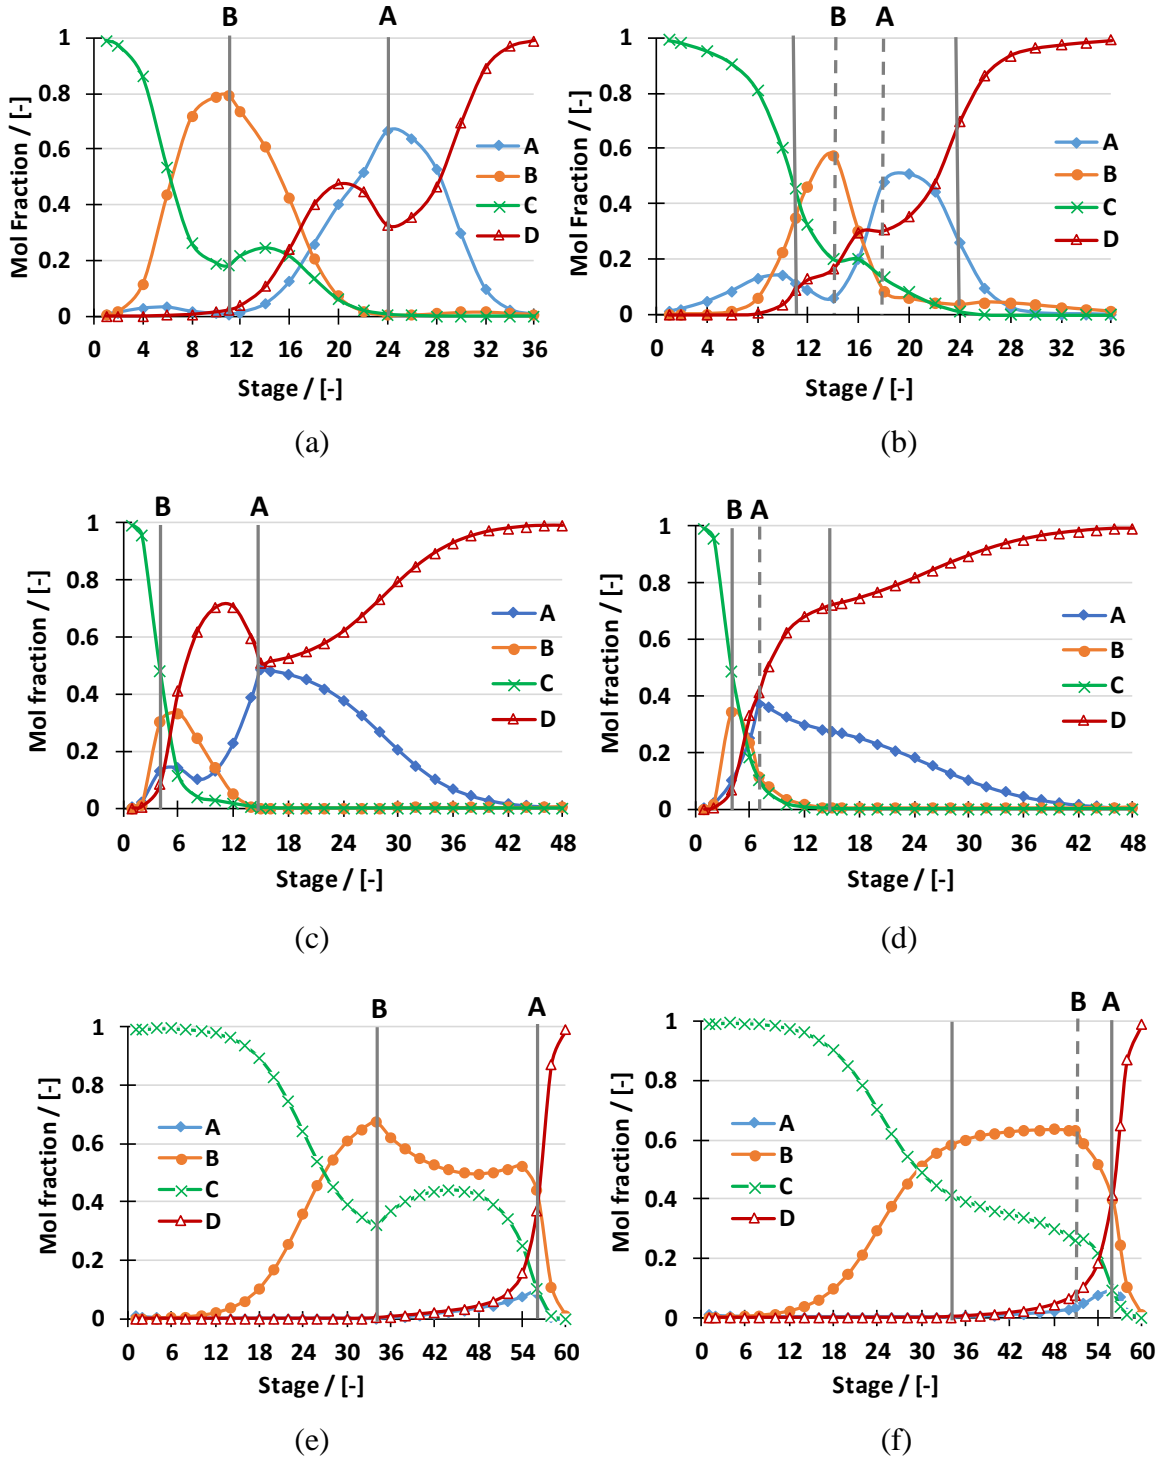 B A
Mol Fraction / [-]
1
0.8
0.6
0.4
0.2
0
0 4 8 12 16 20 24 28 32 36
Stage / [-]
A
B
C
D
(a)
B A
Mol Fraction / [-]
1
0.8
0.6
0.4
0.2
0
0 4 8 12 16 20 24 28 32 36
Stage / [-]
A
B
C
D
(b)
B A
Mol fraction / [-]
1
0.8
0.6
0.4
0.2
0
0 6 12 18 24 30 36 42 48
Stage / [-]
A
B
C
D
(c)
B A
Mol fraction / [-]
1
0.8
0.6
0.4
0.2
0
0 6 12 18 24 30 36 42 48
Stage / [-]
A
B
C
D
(d)
B A
Mol fraction / [-]
1
0.8
0.6
0.4
0.2
0
0 6 12 18 24 30 36 42 48 54 60
Stage / [-]
A
B
C
D
(e)
B A
Mol fraction / [-]
1
0.8
0.6
0.4
0.2
0
0 6 12 18 24 30 36 42 48 54 60
Stage / [-]
A
B
C
D
(f)